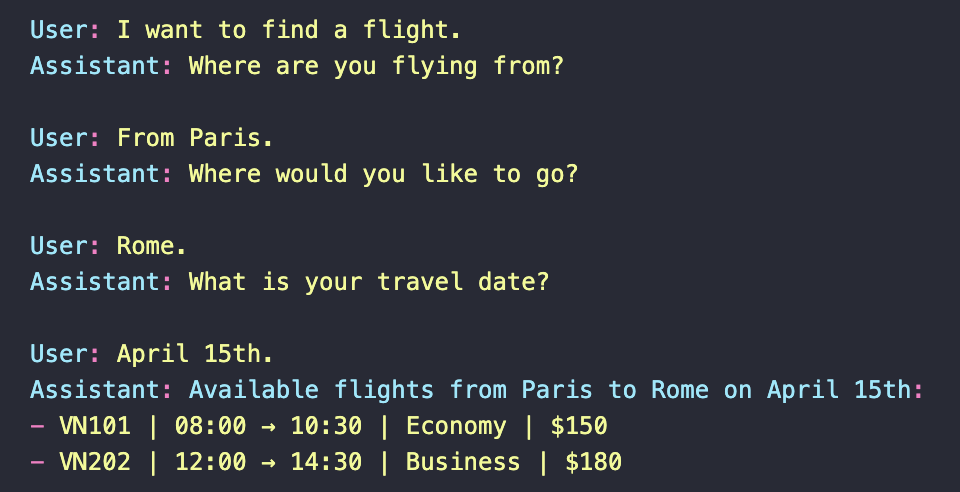 User: I want to find a flight.
Assistant: Where are you flying from?
User: From Paris.
Assistant: Where would you like to go?
User: Rome.
Assistant: What is your travel date?
User: April 15th.
Assistant: Available flights from Paris to Rome on April 15th:
- VN101 | 08:00 → 10:30 | Economy | $150
- VN202 | 12:00 → 14:30 | Business | $180